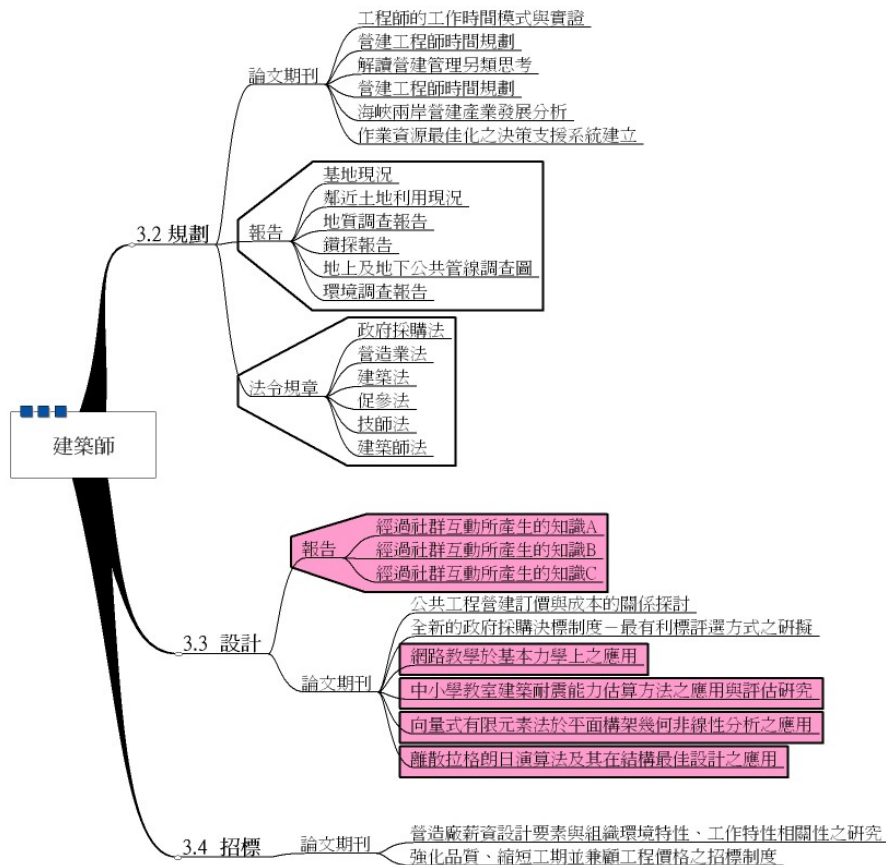 工程師的工作時間模式與實證
營建工程師時間規劃
論文期刊
解讀營建管理另類思考
營建工程師時間規劃
海峽兩岸營建產業發展分析
作業資源最佳化之決策支援系統建立
基地現況
鄰近土地利用現況
3.2 規劃
報告
地質調查報告
鑽探報告
地上及地下公共管線調查圖
環境調查報告
政府採購法
營造業法
法令規章
建築法
促參法
技師法
建築師法
建築師
報告
經過社群互動所產生的知識A
經過社群互動所產生的知識B
經過社群互動所產生的知識C
3.3 設計
公共工程營建訂價與成本的關係探討
全新的政府採購決標制度－最有利標評選方式之研擬
網路教學於基本力學上之應用
論文期刊
中小學教室建築耐震能力估算方法之應用與評估研究
向量式有限元素法於平面構架幾何非線性分析之應用
離散拉格朗日演算法及其在結構最佳設計之應用
3.4 招標
論文期刊
營造廠薪資設計要素與組織環境特性、工作特性相關性之研究
強化品質、縮短工期並兼顧工程價格之招標制度